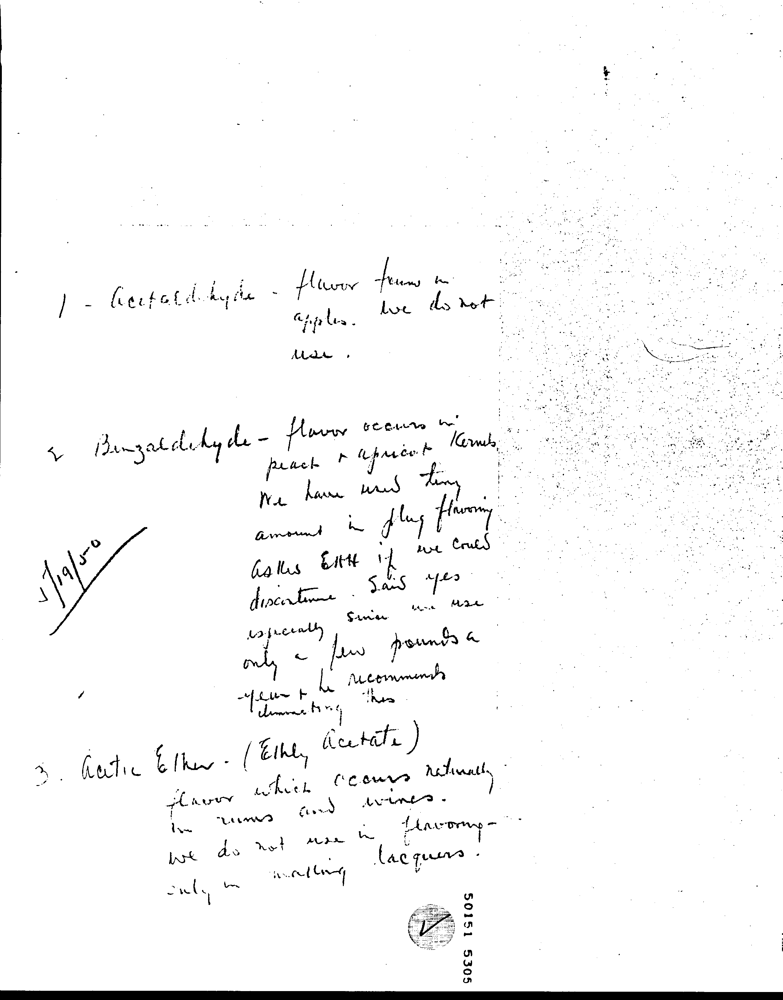 1 - Acetaldehyde - flavor found in
apples. We do not
use.
2 Benzaldehyde - flavor occurs in
peach + apricot Kernels.
We have used tiny
amount in plug flavoring
Asked EHH if we could
discontinue. Said yes
especially since we use
only a few pounds a
year + he recommends
eliminating this
5/19/50
3. Acetic Ether - (Ethly Acetate)
flavor which occurs naturally
in rums and wines.
We do not use in flavoring -
only in making lacquers.
50151 5305